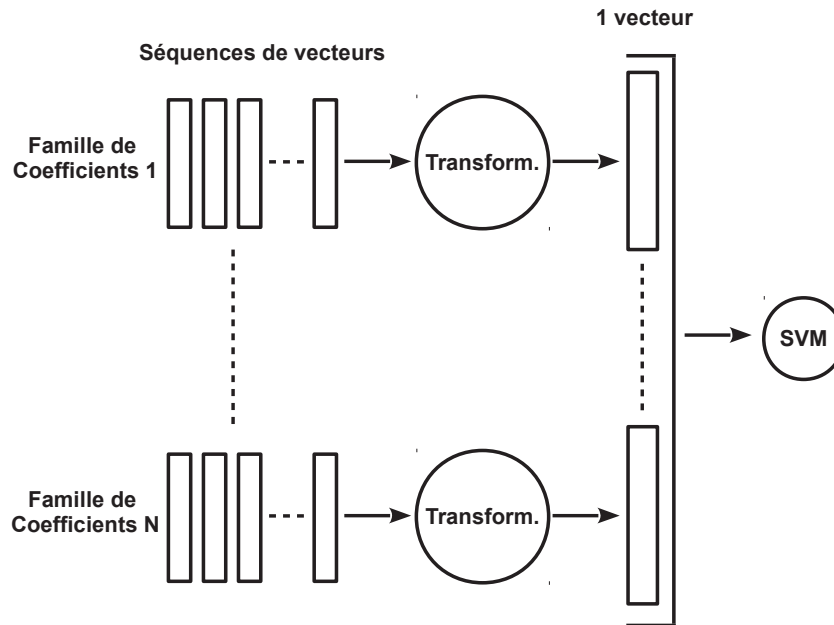 1 vecteur
Séquences de vecteurs
Famille de
Coefficients 1
Transform.
SVM
Famille de
Coefficients N
Transform.